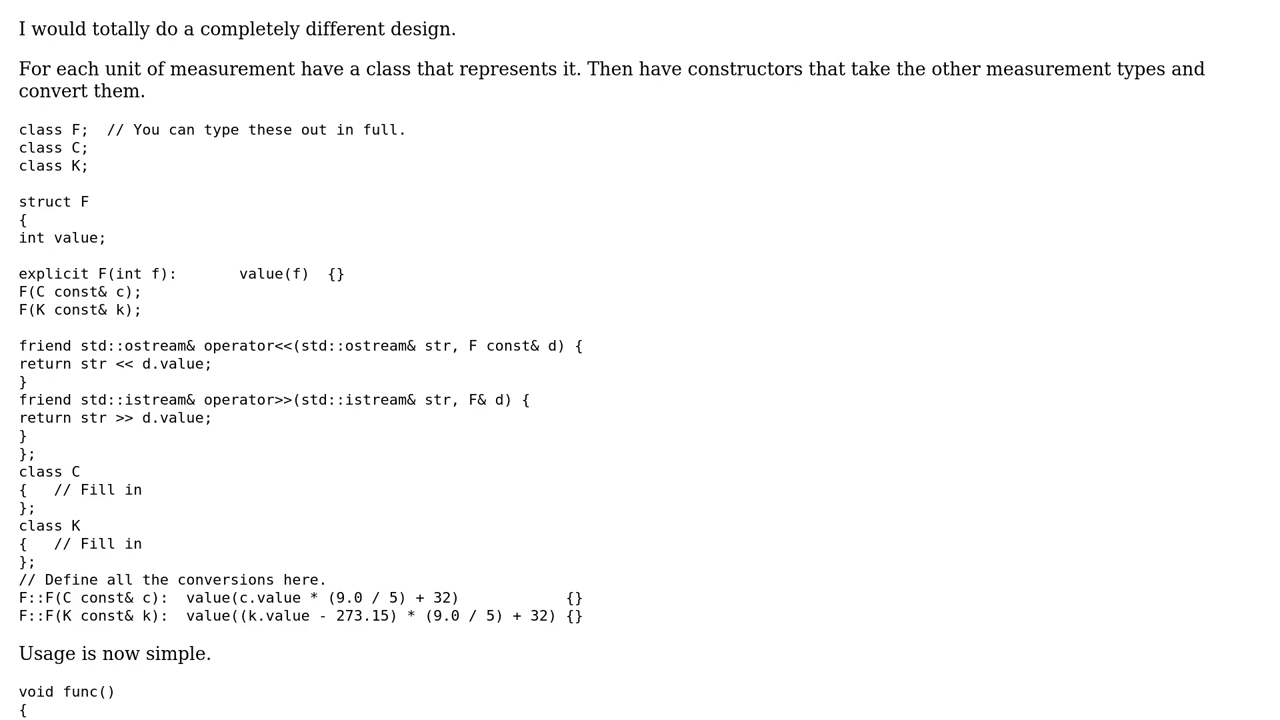 I would totally do a completely different design.
For each unit of measurement have a class that represents it. Then have constructors that take the other measurement types and
convert them.
class F;  // You can type these out in full.
class C;
class K;
struct F
{
int value;
explicit F(int f):       value(f)  {}
F(C const& c);
F(K const& k);
friend std::ostream& operator<<(std::ostream& str, F const& d) {
return str << d.value;
}
friend std::istream& operator>>(std::istream& str, F& d) {
return str >> d.value;
}
};
class C
{   // Fill in
};
class K
{   // Fill in
};
// Define all the conversions here.
F::F(C const& c):  value(c.value * (9.0 / 5) + 32)            {}
F::F(K const& k):  value((k.value - 273.15) * (9.0 / 5) + 32) {}
Usage is now simple.
void func()
{